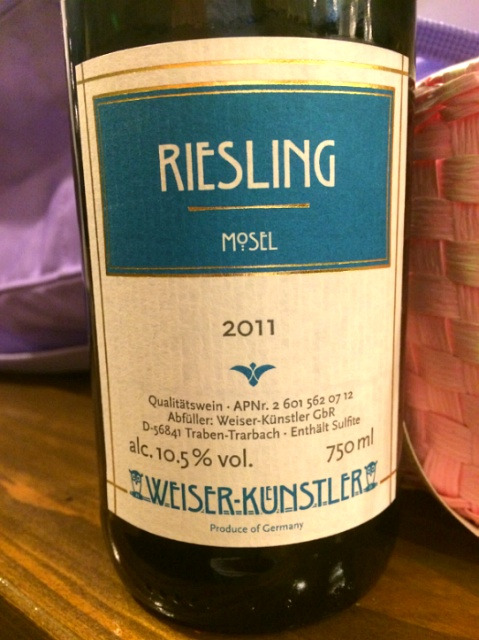 RIESLING
MOSEL
2011
Qualitätswein · APNr. 2 601 562 07 12
Abfüller: Weiser-Künstler GbR
D-56841 Traben-Trarbach · Enthält Sulfite
alc. 10.5% vol. 750 ml
WEISER-KÜNSTLER
Produce of Germany